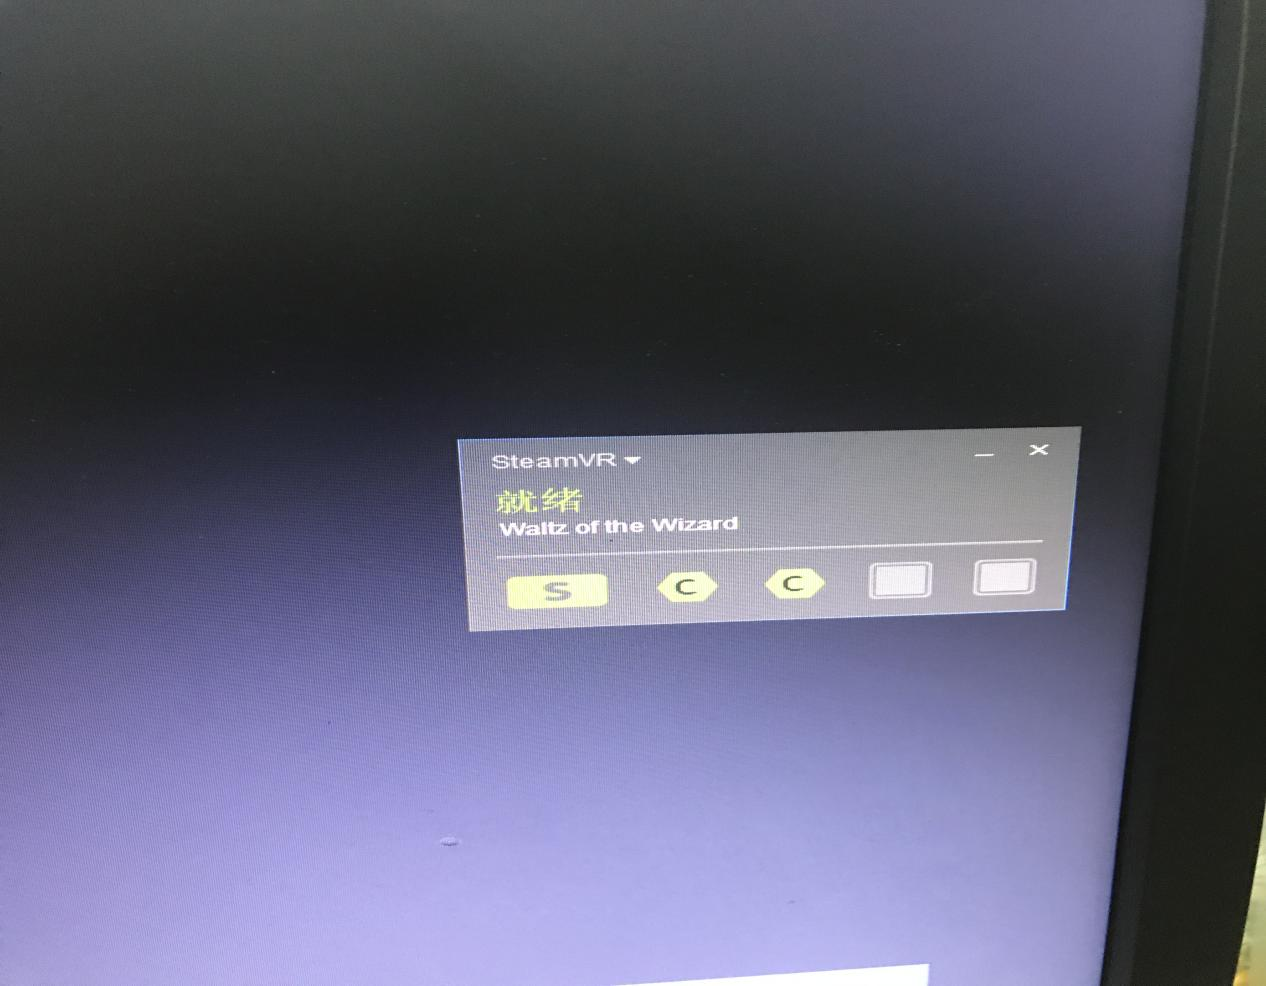 SteamVR
就绪
Waltz of the Wizard
S C C